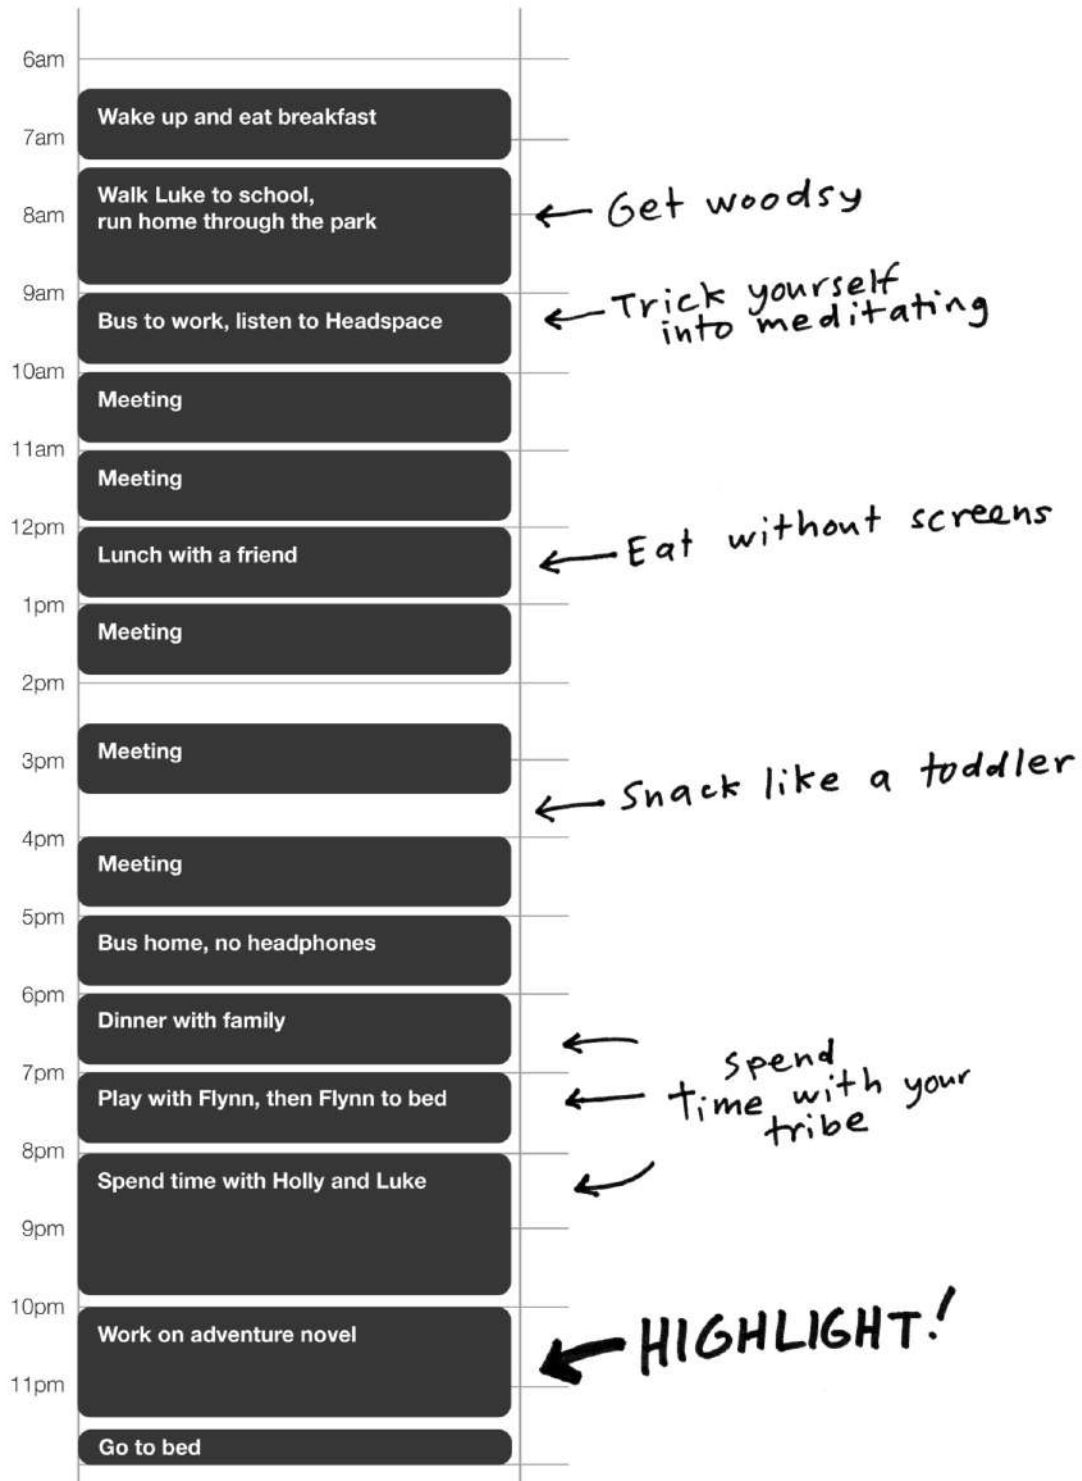 6am
Wake up and eat breakfast
7am
Walk Luke to school,
run home through the park
8am
Get woodsy
9am
Bus to work, listen to Headspace
Trick yourself
into meditating
10am
Meeting
11am
Meeting
12pm
Lunch with a friend
Eat without screens
1pm
Meeting
2pm
Meeting
3pm
Snack like a toddler
4pm
Meeting
5pm
Bus home, no headphones
6pm
Dinner with family
7pm
Play with Flynn, then Flynn to bed
spend
time with your
tribe
8pm
Spend time with Holly and Luke
9pm
10pm
Work on adventure novel
HIGHLIGHT!
11pm
Go to bed